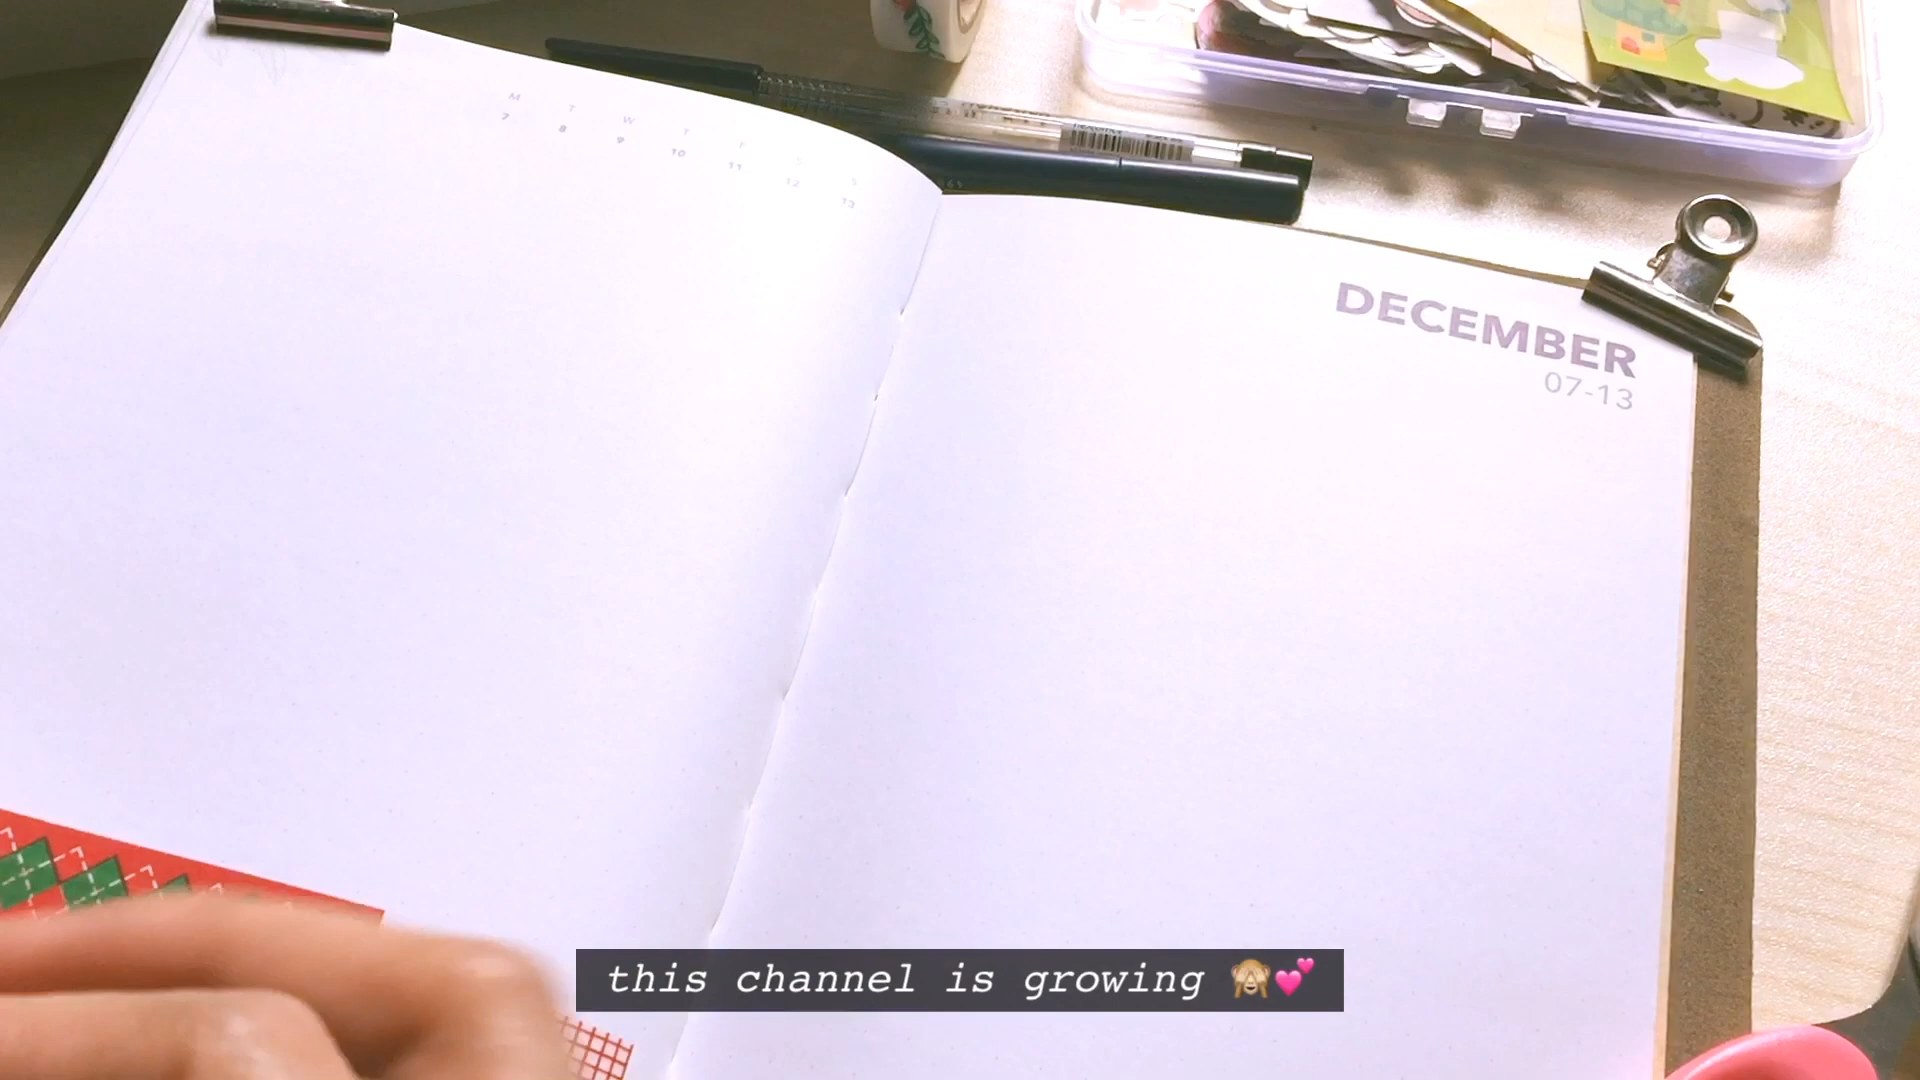 M T W T F S S
7 8 9 10 11 12 13
DECEMBER
07-13
this channel is growing 🙈💕